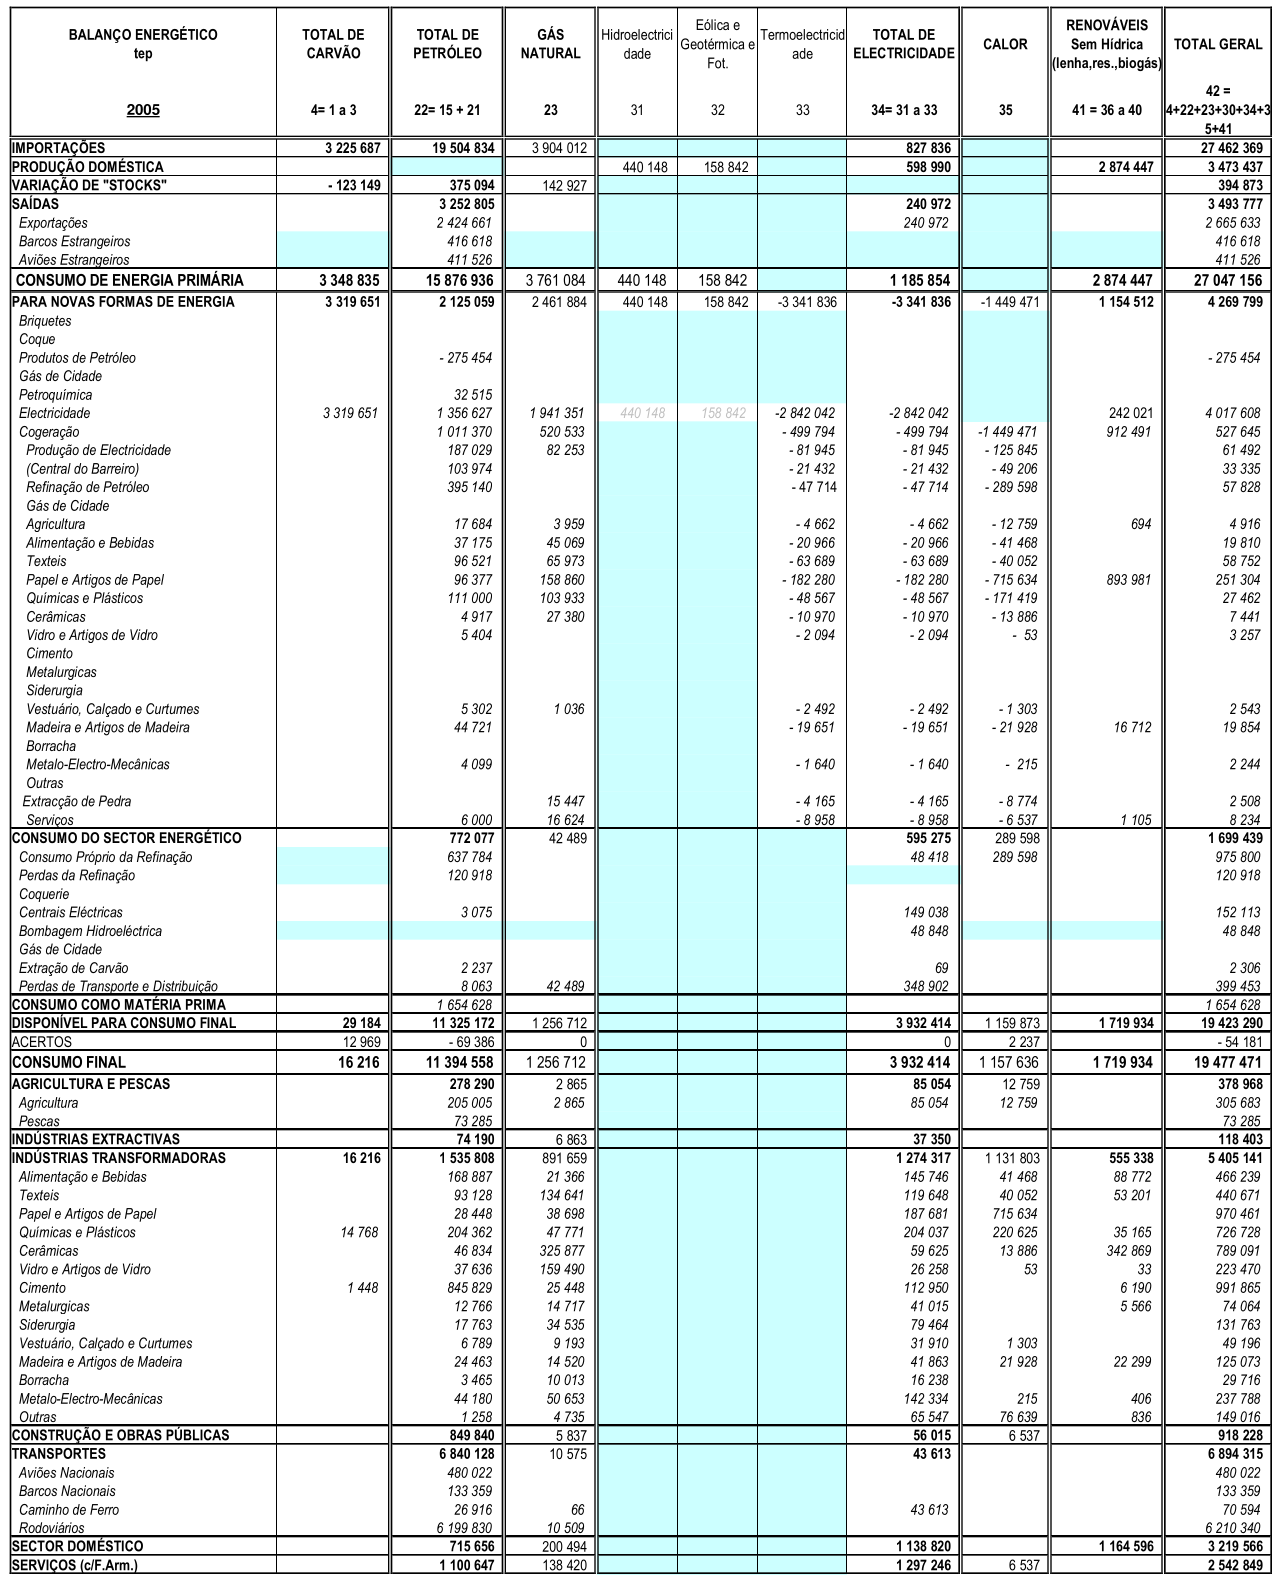 BALANÇO ENERGÉTICO tep 2005 TOTAL DE CARVÃO 4= 1 a 3 TOTAL DE PETRÓLEO 22= 15 + 21 GÁS NATURAL 23 Hidroelectricidade 31 Eólica e Geotérmica e Fot. 32 Termoelectricidade 33 TOTAL DE ELECTRICIDADE 34= 31 a 33 CALOR 35 RENOVÁVEIS Sem Hídrica (lenha,res.,biogás) 41 = 36 a 40 TOTAL GERAL 42 = 4+22+23+30+34+35+41
IMPORTAÇÕES 3 225 687 19 504 834 3 904 012 827 836 27 462 369
PRODUÇÃO DOMÉSTICA 440 148 158 842 598 990 2 874 447 3 473 437
VARIAÇÃO DE "STOCKS" - 123 149 375 094 142 927 394 873
SAÍDAS 3 252 805 240 972 3 493 777
Exportações 2 424 661 240 972 2 665 633
Barcos Estrangeiros 416 618 416 618
Aviões Estrangeiros 411 526 411 526
CONSUMO DE ENERGIA PRIMÁRIA 3 348 835 15 876 936 3 761 084 440 148 158 842 1 185 854 2 874 447 27 047 156
PARA NOVAS FORMAS DE ENERGIA 3 319 651 2 125 059 2 461 884 440 148 158 842 -3 341 836 -3 341 836 -1 449 471 1 154 512 4 269 799
Briquetes
Coque
Produtos de Petróleo - 275 454 - 275 454
Gás de Cidade
Petroquímica 32 515
Electricidade 3 319 651 1 356 627 1 941 351 440 148 158 842 -2 842 042 -2 842 042 242 021 4 017 608
Cogeração 1 011 370 520 533 - 499 794 - 499 794 -1 449 471 912 491 527 645
Produção de Electricidade 187 029 82 253 - 81 945 - 81 945 - 125 845 61 492
(Central do Barreiro) 103 974 - 21 432 - 21 432 - 49 206 33 335
Refinação de Petróleo 395 140 - 47 714 - 47 714 - 289 598 57 828
Gás de Cidade
Agricultura 17 684 3 959 - 4 662 - 4 662 - 12 759 694 4 916
Alimentação e Bebidas 37 175 45 069 - 20 966 - 20 966 - 41 468 19 810
Texteis 96 521 65 973 - 63 689 - 63 689 - 40 052 58 752
Papel e Artigos de Papel 96 377 158 860 - 182 280 - 182 280 - 715 634 893 981 251 304
Químicas e Plásticos 111 000 103 933 - 48 567 - 48 567 - 171 419 27 462
Cerâmicas 4 917 27 380 - 10 970 - 10 970 - 13 886 7 441
Vidro e Artigos de Vidro 5 404 - 2 094 - 2 094 - 53 3 257
Cimento
Metalurgicas
Siderurgia
Vestuário, Calçado e Curtumes 5 302 1 036 - 2 492 - 2 492 - 1 303 2 543
Madeira e Artigos de Madeira 44 721 - 19 651 - 19 651 - 21 928 16 712 19 854
Borracha
Metalo-Electro-Mecânicas 4 099 - 1 640 - 1 640 - 215 2 244
Outras
Extracção de Pedra 15 447 - 4 165 - 4 165 - 8 774 2 508
Serviços 6 000 16 624 - 8 958 - 8 958 - 6 537 1 105 8 234
CONSUMO DO SECTOR ENERGÉTICO 772 077 42 489 595 275 289 598 1 699 439
Consumo Próprio da Refinação 637 784 48 418 289 598 975 800
Perdas da Refinação 120 918 120 918
Coquerie
Centrais Eléctricas 3 075 149 038 152 113
Bombagem Hidroeléctrica 48 848 48 848
Gás de Cidade
Extração de Carvão 2 237 69 2 306
Perdas de Transporte e Distribuição 8 063 42 489 348 902 399 453
CONSUMO COMO MATÉRIA PRIMA 1 654 628 1 654 628
DISPONÍVEL PARA CONSUMO FINAL 29 184 11 325 172 1 256 712 3 932 414 1 159 873 1 719 934 19 423 290
ACERTOS 12 969 - 69 386 0 0 2 237 - 54 181
CONSUMO FINAL 16 216 11 394 558 1 256 712 3 932 414 1 157 636 1 719 934 19 477 471
AGRICULTURA E PESCAS 278 290 2 865 85 054 12 759 378 968
Agricultura 205 005 2 865 85 054 12 759 305 683
Pescas 73 285 73 285
INDÚSTRIAS EXTRACTIVAS 74 190 6 863 37 350 118 403
INDÚSTRIAS TRANSFORMADORAS 16 216 1 535 808 891 659 1 274 317 1 131 803 555 338 5 405 141
Alimentação e Bebidas 168 887 21 366 145 746 41 468 88 772 466 239
Texteis 93 128 134 641 119 648 40 052 53 201 440 671
Papel e Artigos de Papel 28 448 38 698 187 681 715 634 970 461
Químicas e Plásticos 14 768 204 362 47 771 204 037 220 625 35 165 726 728
Cerâmicas 46 834 325 877 59 625 13 886 342 869 789 091
Vidro e Artigos de Vidro 37 636 159 490 26 258 53 33 223 470
Cimento 1 448 845 829 25 448 112 950 6 190 991 865
Metalurgicas 12 766 14 717 41 015 5 566 74 064
Siderurgia 17 763 34 535 79 464 131 763
Vestuário, Calçado e Curtumes 6 789 9 193 31 910 1 303 49 196
Madeira e Artigos de Madeira 24 463 14 520 41 863 21 928 22 299 125 073
Borracha 3 465 10 013 16 238 29 716
Metalo-Electro-Mecânicas 44 180 50 653 142 334 215 406 237 788
Outras 1 258 4 735 65 547 76 639 836 149 016
CONSTRUÇÃO E OBRAS PÚBLICAS 849 840 5 837 56 015 6 537 918 228
TRANSPORTES 6 840 128 10 575 43 613 6 894 315
Aviões Nacionais 480 022 480 022
Barcos Nacionais 133 359 133 359
Caminho de Ferro 26 916 66 43 613 70 594
Rodoviários 6 199 830 10 509 6 210 340
SECTOR DOMÉSTICO 715 656 200 494 1 138 820 1 164 596 3 219 566
SERVIÇOS (c/F.Arm.) 1 100 647 138 420 1 297 246 6 537 2 542 849